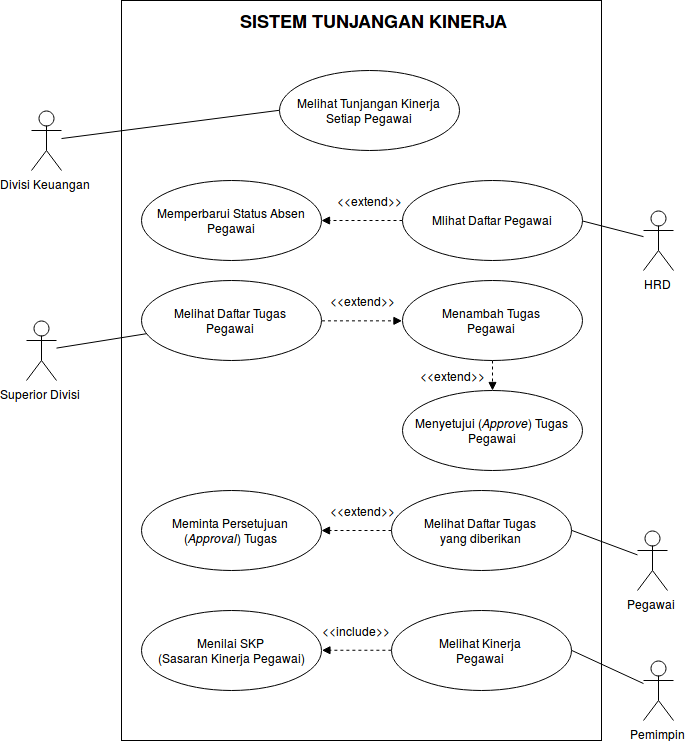 SISTEM TUNJANGAN KINERJA
Melihat Tunjangan Kinerja
Setiap Pegawai
Divisi Keuangan
<<extend>>
Memperbarui Status Absen
Pegawai
Mlihat Daftar Pegawai
HRD
<<extend>>
Melihat Daftar Tugas
Pegawai
Menambah Tugas
Pegawai
Superior Divisi
<<extend>>
Menyetujui (Approve) Tugas
Pegawai
<<extend>>
Meminta Persetujuan
(Approval) Tugas
Melihat Daftar Tugas
yang diberikan
Pegawai
<<include>>
Menilai SKP
(Sasaran Kinerja Pegawai)
Melihat Kinerja
Pegawai
Pemimpin